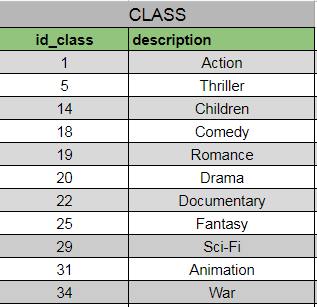 CLASS
id_class description
1 Action
5 Thriller
14 Children
18 Comedy
19 Romance
20 Drama
22 Documentary
25 Fantasy
29 Sci-Fi
31 Animation
34 War